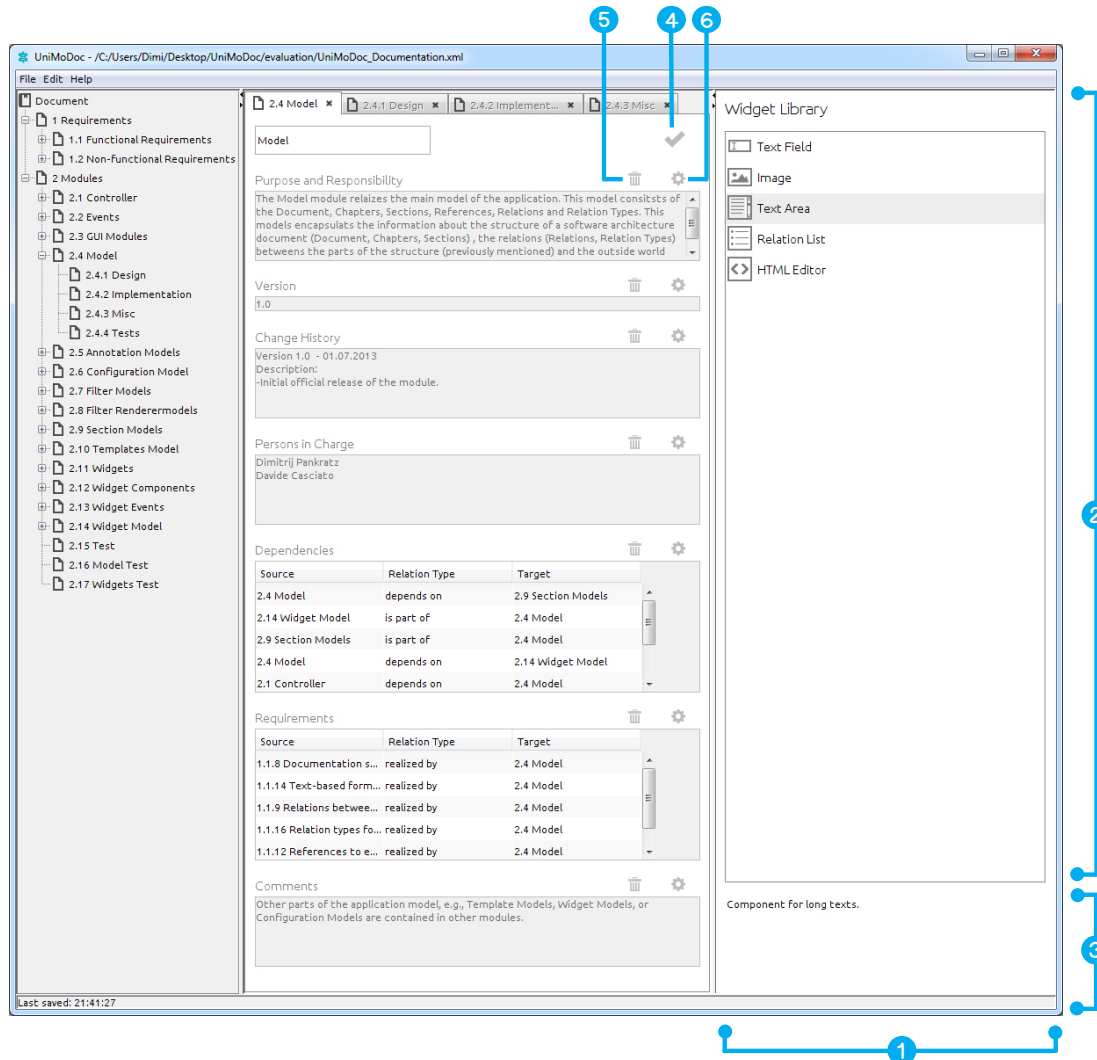 5
4
6
UniMoDoc - /C:/Users/Dimi/Desktop/UniMoDoc/evaluation/UniMoDoc_Documentation.xml
File Edit Help
Document
1 Requirements
1.1 Functional Requirements
1.2 Non-functional Requirements
2 Modules
2.1 Controller
2.2 Events
2.3 GUI Modules
2.4 Model
2.4.1 Design
2.4.2 Implementation
2.4.3 Misc
2.4.4 Tests
2.5 Annotation Models
2.6 Configuration Model
2.7 Filter Models
2.8 Filter Renderermodels
2.9 Section Models
2.10 Templates Model
2.11 Widgets
2.12 Widget Components
2.13 Widget Events
2.14 Widget Model
2.15 Test
2.16 Model Test
2.17 Widgets Test
2.4 Model
2.4.1 Design
2.4.2 Implement...
2.4.3 Misc
Model
Purpose and Responsibility
The Model module relaizes the main model of the application. This model consitsts of
the Document, Chapters, Sections, References, Relations and Relation Types. This
models encapsulats the information about the structure of a software architecture
document (Document, Chapters, Sections) , the relations (Relations, Relation Types)
betweens the parts of the structure (previously mentioned) and the outside world
Version
1.0
Change History
Version 1.0 - 01.07.2013
Description:
-Initial official release of the module.
Persons in Charge
Dimitrij Pankratz
Davide Casciato
Dependencies
Source Relation Type Target
2.4 Model depends on 2.9 Section Models
2.14 Widget Model is part of 2.4 Model
2.9 Section Models is part of 2.4 Model
2.4 Model depends on 2.14 Widget Model
2.1 Controller depends on 2.4 Model
Requirements
Source Relation Type Target
1.1.8 Documentation s... realized by 2.4 Model
1.1.14 Text-based form... realized by 2.4 Model
1.1.9 Relations betwee... realized by 2.4 Model
1.1.16 Relation types fo... realized by 2.4 Model
1.1.12 References to e... realized by 2.4 Model
Comments
Other parts of the application model, e.g., Template Models, Widget Models, or
Configuration Models are contained in other modules.
Widget Library
Text Field
Image
Text Area
Relation List
HTML Editor
Component for long texts.
2
3
Last saved: 21:41:27
1